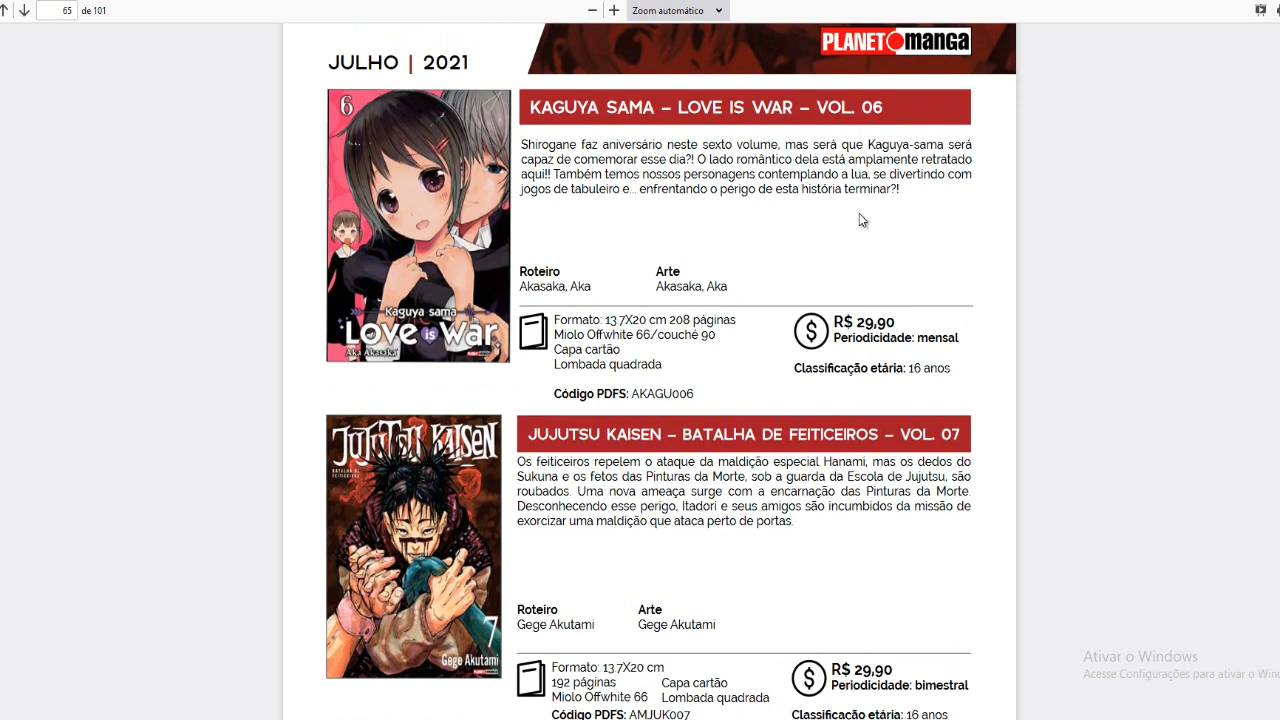 65 de 101
Zoom automático
JULHO | 2021
PLANET manga
KAGUYA SAMA – LOVE IS WAR – VOL. 06
6
Kaguya sama
Love is war
Aka Akasaka
Shirogane faz aniversário neste sexto volume, mas será que Kaguya-sama será
capaz de comemorar esse dia?! O lado romântico dela está amplamente retratado
aqui!! Também temos nossos personagens contemplando a lua, se divertindo com
jogos de tabuleiro e... enfrentando o perigo de esta história terminar?!
Roteiro Arte
Akasaka, Aka Akasaka, Aka
Formato: 13.7X20 cm 208 páginas
Miolo Offwhite 66/couché 90
Capa cartão
Lombada quadrada
Código PDFS: AKAGU006
R$ 29,90
Periodicidade: mensal
Classificação etária: 16 anos
JUJUTSU KAISEN – BATALHA DE FEITICEIROS – VOL. 07
JUJUTSU KAISEN
BATALHA DE
FEITICEIROS
7
Gege Akutami
Os feiticeiros repelem o ataque da maldição especial Hanami, mas os dedos do
Sukuna e os fetos das Pinturas da Morte, sob a guarda da Escola de Jujutsu, são
roubados. Uma nova ameaça surge com a encarnação das Pinturas da Morte.
Desconhecendo esse perigo, Itadori e seus amigos são incumbidos da missão de
exorcizar uma maldição que ataca perto de portas.
Roteiro Arte
Gege Akutami Gege Akutami
Formato: 13.7X20 cm
192 páginas Capa cartão
Miolo Offwhite 66 Lombada quadrada
Código PDFS: AMJUK007
R$ 29,90
Periodicidade: bimestral
Classificação etária: 16 anos
Ativar o Windows
Acesse Configurações para ativar o Win